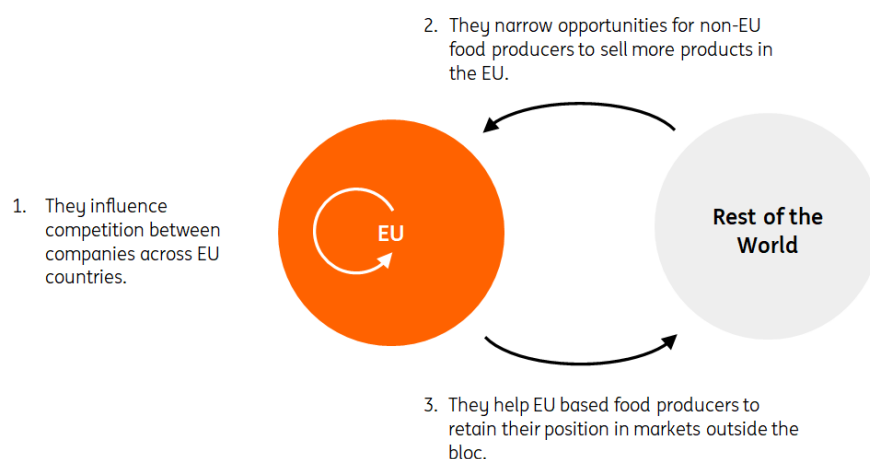 2. They narrow opportunities for non-EU
food producers to sell more products in
the EU.
1. They influence
competition between
companies across EU
countries.
EU
Rest of the
World
3. They help EU based food producers to
retain their position in markets outside the
bloc.